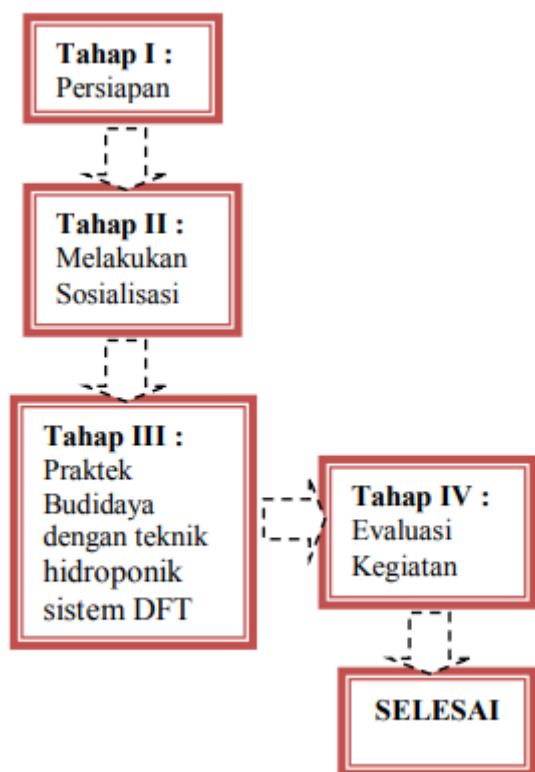 Tahap I :
Persiapan
Tahap II :
Melakukan
Sosialisasi
Tahap III :
Praktek
Budidaya
dengan teknik
hidroponik
sistem DFT
Tahap IV :
Evaluasi
Kegiatan
SELESAI